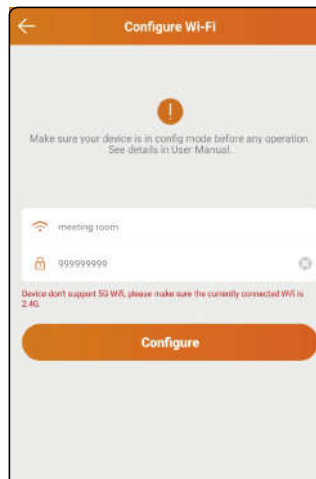 Configure Wi-Fi
Make sure your device is in config mode before any operation.
See details in User Manual.
meeting room
999999999
Device don't support 5G Wifi, please make sure the currently connected Wifi is
2.4G.
Configure